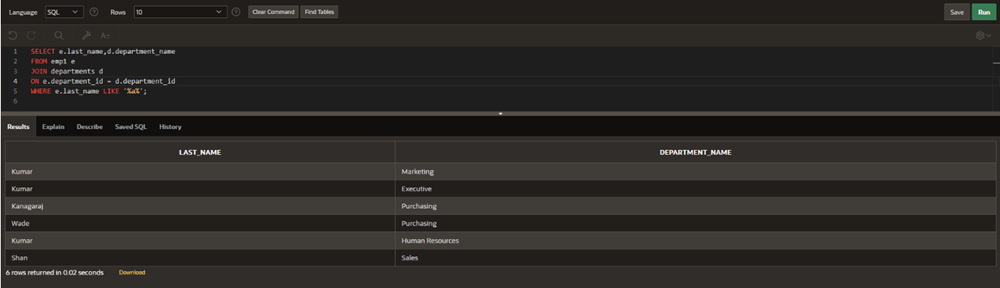 Language SQL Rows 10 Clear Command Find Tables Save Run
1 SELECT e.last_name,d.department_name
2 FROM emp1 e
3 JOIN departments d
4 ON e.department_id = d.department_id
5 WHERE e.last_name LIKE '%a%';
6
Results Explain Describe Saved SQL History
LAST_NAME DEPARTMENT_NAME
Kumar Marketing
Kumar Executive
Kanagaraj Purchasing
Wade Purchasing
Kumar Human Resources
Shan Sales
6 rows returned in 0.02 seconds Download